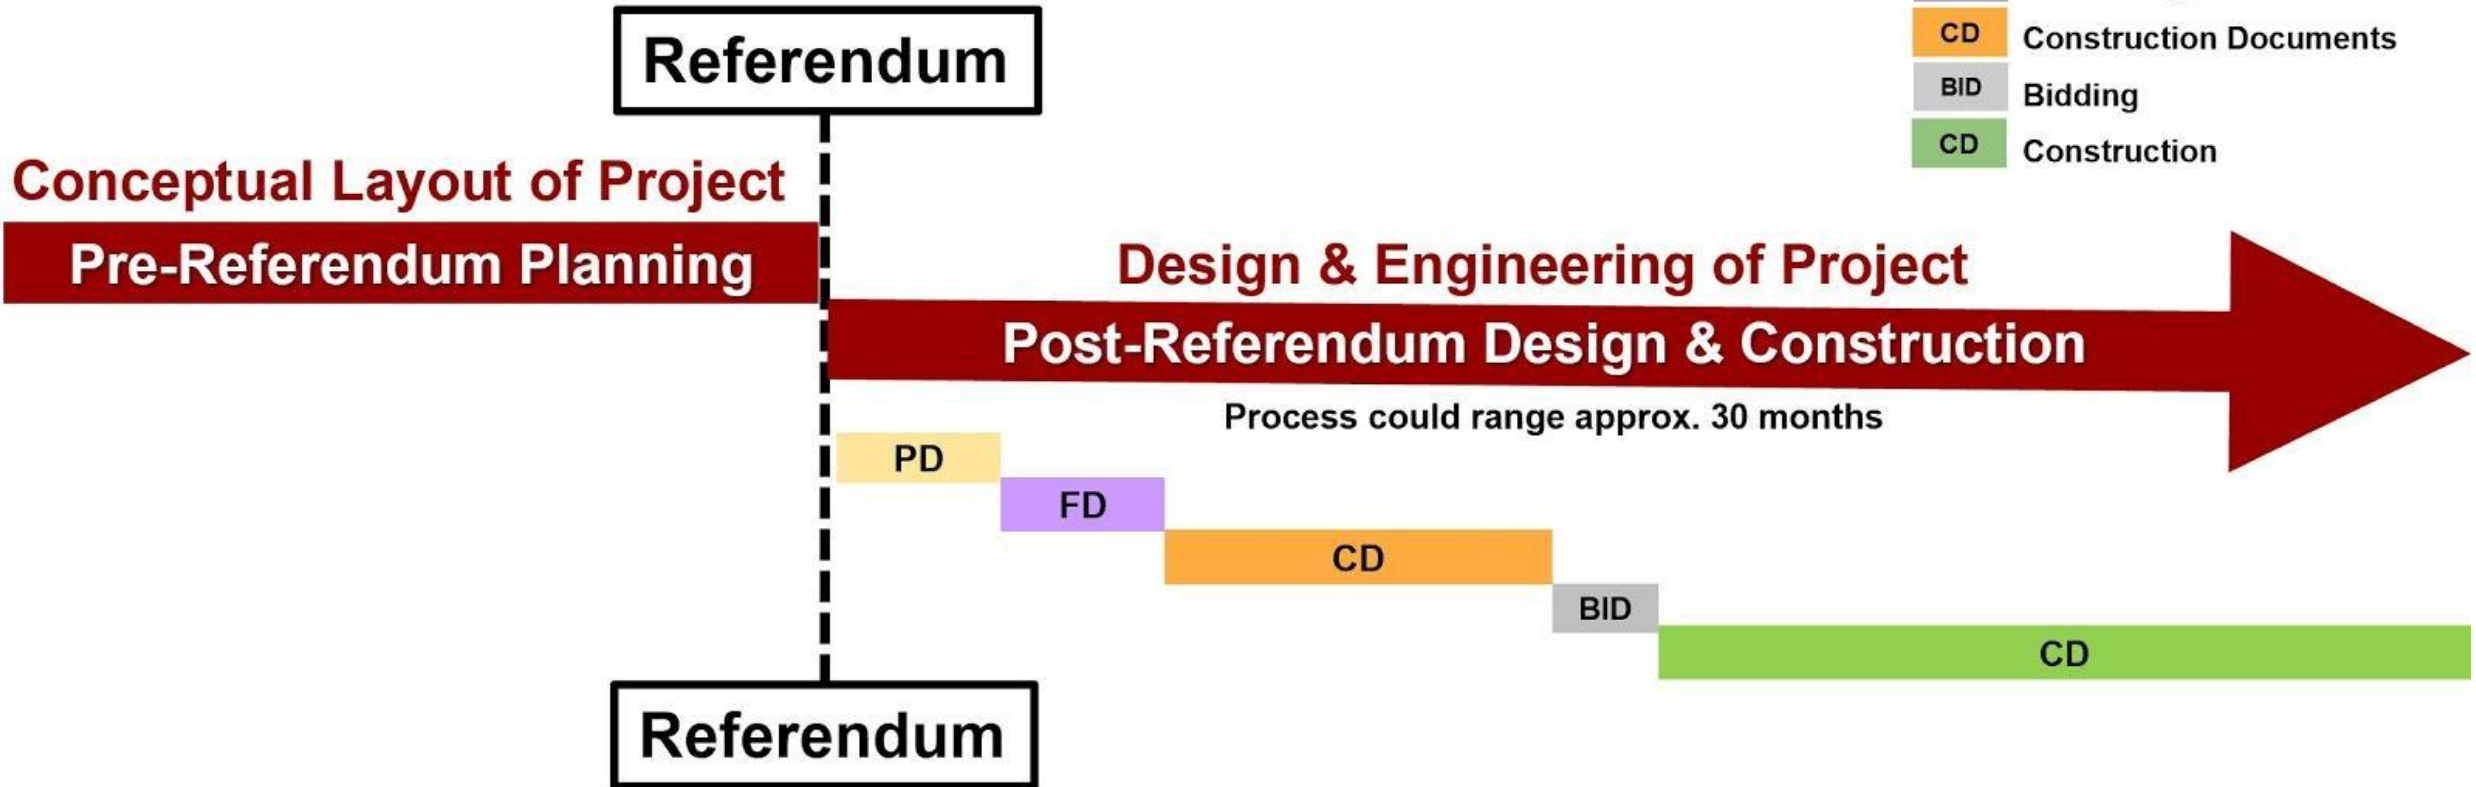 Referendum
CD Construction Documents
BID Bidding
CD Construction
Conceptual Layout of Project
Pre-Referendum Planning
Design & Engineering of Project
Post-Referendum Design & Construction
Process could range approx. 30 months
PD
FD
CD
BID
CD
Referendum